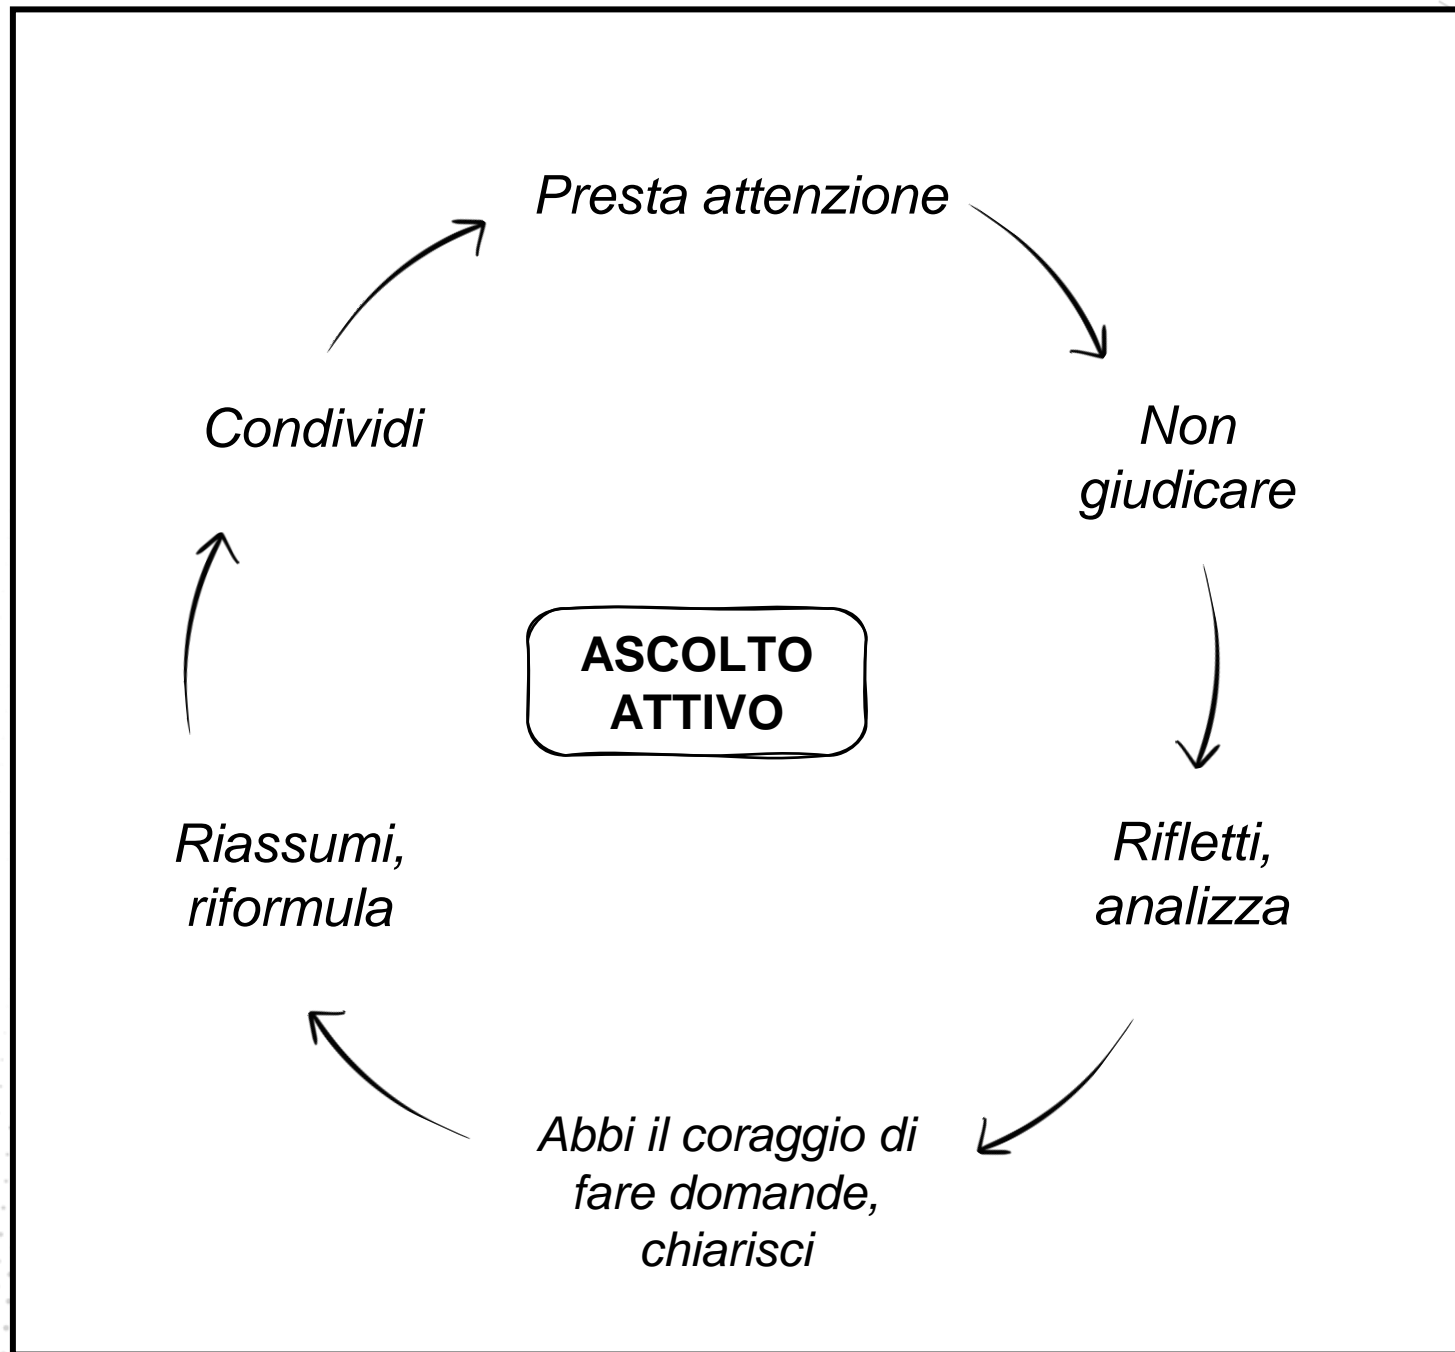 Presta attenzione
Non
giudicare
Rifletti,
analizza
Abbi il coraggio di
fare domande,
chiarisci
Riassumi,
riformula
Condividi
ASCOLTO
ATTIVO